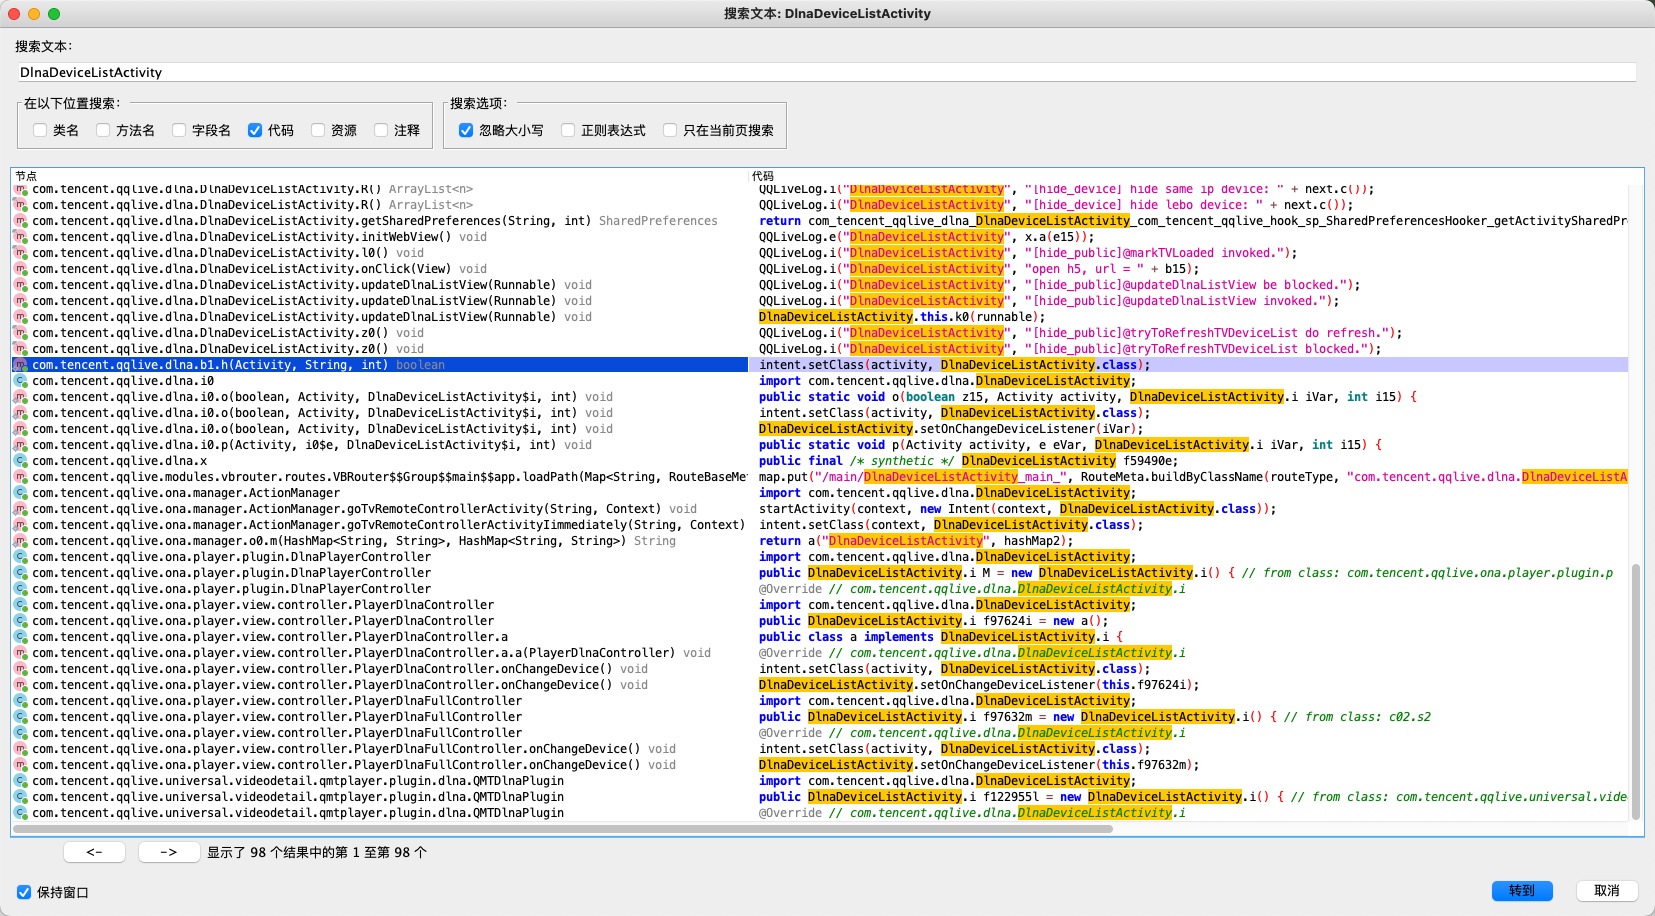 搜索文本: DlnaDeviceListActivity
搜索文本:
DlnaDeviceListActivity
在以下位置搜索: 搜索选项:
类名 方法名 字段名 代码 资源 注释 忽略大小写 正则表达式 只在当前页搜索
节点 代码
com.tencent.qqlive.dlna.DlnaDeviceListActivity.R() ArrayList<n> QQLiveLog.i("DlnaDeviceListActivity", "[hide_device] hide same ip device: " + next.c());
com.tencent.qqlive.dlna.DlnaDeviceListActivity.R() ArrayList<n> QQLiveLog.i("DlnaDeviceListActivity", "[hide_device] hide lebo device: " + next.c());
com.tencent.qqlive.dlna.DlnaDeviceListActivity.getSharedPreferences(String, int) SharedPreferences return com_tencent_qqlive_dlna_DlnaDeviceListActivity_com_tencent_qqlive_hook_sp_SharedPreferencesHooker_getActivitySharedPr
com.tencent.qqlive.dlna.DlnaDeviceListActivity.initWebView() void QQLiveLog.e("DlnaDeviceListActivity", x.a(e15));
com.tencent.qqlive.dlna.DlnaDeviceListActivity.l0() void QQLiveLog.i("DlnaDeviceListActivity", "[hide_public]@markTVLoaded invoked.");
com.tencent.qqlive.dlna.DlnaDeviceListActivity.onClick(View) void QQLiveLog.i("DlnaDeviceListActivity", "open h5, url = " + b15);
com.tencent.qqlive.dlna.DlnaDeviceListActivity.updateDlnaListView(Runnable) void QQLiveLog.i("DlnaDeviceListActivity", "[hide_public]@updateDlnaListView be blocked.");
com.tencent.qqlive.dlna.DlnaDeviceListActivity.updateDlnaListView(Runnable) void QQLiveLog.i("DlnaDeviceListActivity", "[hide_public]@updateDlnaListView invoked.");
com.tencent.qqlive.dlna.DlnaDeviceListActivity.updateDlnaListView(Runnable) void DlnaDeviceListActivity.this.k0(runnable);
com.tencent.qqlive.dlna.DlnaDeviceListActivity.z0() void QQLiveLog.i("DlnaDeviceListActivity", "[hide_public]@tryToRefreshTVDeviceList do refresh.");
com.tencent.qqlive.dlna.DlnaDeviceListActivity.z0() void QQLiveLog.i("DlnaDeviceListActivity", "[hide_public]@tryToRefreshTVDeviceList blocked.");
com.tencent.qqlive.dlna.b1.h(Activity, String, int) boolean intent.setClass(activity, DlnaDeviceListActivity.class);
com.tencent.qqlive.dlna.i0 import com.tencent.qqlive.dlna.DlnaDeviceListActivity;
com.tencent.qqlive.dlna.i0.o(boolean, Activity, DlnaDeviceListActivity$i, int) void public static void o(boolean z15, Activity activity, DlnaDeviceListActivity.i iVar, int i15) {
com.tencent.qqlive.dlna.i0.o(boolean, Activity, DlnaDeviceListActivity$i, int) void intent.setClass(activity, DlnaDeviceListActivity.class);
com.tencent.qqlive.dlna.i0.o(boolean, Activity, DlnaDeviceListActivity$i, int) void DlnaDeviceListActivity.setOnChangeDeviceListener(iVar);
com.tencent.qqlive.dlna.i0.p(Activity, i0$e, DlnaDeviceListActivity$i, int) void public static void p(Activity activity, e eVar, DlnaDeviceListActivity.i iVar, int i15) {
com.tencent.qqlive.dlna.x public final /* synthetic */ DlnaDeviceListActivity f59490e;
com.tencent.qqlive.modules.vbrouter.routes.VBRouter$$Group$$main$$app.loadPath(Map<String, RouteBaseMe map.put("/main/DlnaDeviceListActivity_main_", RouteMeta.buildByClassName(routeType, "com.tencent.qqlive.dlna.DlnaDeviceListA
com.tencent.qqlive.ona.manager.ActionManager import com.tencent.qqlive.dlna.DlnaDeviceListActivity;
com.tencent.qqlive.ona.manager.ActionManager.goTvRemoteControllerActivity(String, Context) void startActivity(context, new Intent(context, DlnaDeviceListActivity.class));
com.tencent.qqlive.ona.manager.ActionManager.goTvRemoteControllerActivityIimmediately(String, Context) intent.setClass(context, DlnaDeviceListActivity.class);
com.tencent.qqlive.ona.manager.o0.m(HashMap<String, String>, HashMap<String, String>) String return a("DlnaDeviceListActivity", hashMap2);
com.tencent.qqlive.ona.player.plugin.DlnaPlayerController import com.tencent.qqlive.dlna.DlnaDeviceListActivity;
com.tencent.qqlive.ona.player.plugin.DlnaPlayerController public DlnaDeviceListActivity.i M = new DlnaDeviceListActivity.i() { // from class: com.tencent.qqlive.ona.player.plugin.p
com.tencent.qqlive.ona.player.plugin.DlnaPlayerController @Override // com.tencent.qqlive.dlna.DlnaDeviceListActivity.i
com.tencent.qqlive.ona.player.view.controller.PlayerDlnaController import com.tencent.qqlive.dlna.DlnaDeviceListActivity;
com.tencent.qqlive.ona.player.view.controller.PlayerDlnaController public DlnaDeviceListActivity.i f97624i = new a();
com.tencent.qqlive.ona.player.view.controller.PlayerDlnaController.a public class a implements DlnaDeviceListActivity.i {
com.tencent.qqlive.ona.player.view.controller.PlayerDlnaController.a.a(PlayerDlnaController) void @Override // com.tencent.qqlive.dlna.DlnaDeviceListActivity.i
com.tencent.qqlive.ona.player.view.controller.PlayerDlnaController.onChangeDevice() void intent.setClass(activity, DlnaDeviceListActivity.class);
com.tencent.qqlive.ona.player.view.controller.PlayerDlnaController.onChangeDevice() void DlnaDeviceListActivity.setOnChangeDeviceListener(this.f97624i);
com.tencent.qqlive.ona.player.view.controller.PlayerDlnaFullController import com.tencent.qqlive.dlna.DlnaDeviceListActivity;
com.tencent.qqlive.ona.player.view.controller.PlayerDlnaFullController public DlnaDeviceListActivity.i f97632m = new DlnaDeviceListActivity.i() { // from class: c02.s2
com.tencent.qqlive.ona.player.view.controller.PlayerDlnaFullController @Override // com.tencent.qqlive.dlna.DlnaDeviceListActivity.i
com.tencent.qqlive.ona.player.view.controller.PlayerDlnaFullController.onChangeDevice() void intent.setClass(activity, DlnaDeviceListActivity.class);
com.tencent.qqlive.ona.player.view.controller.PlayerDlnaFullController.onChangeDevice() void DlnaDeviceListActivity.setOnChangeDeviceListener(this.f97632m);
com.tencent.qqlive.universal.videodetail.qmtplayer.plugin.dlna.QMTDlnaPlugin import com.tencent.qqlive.dlna.DlnaDeviceListActivity;
com.tencent.qqlive.universal.videodetail.qmtplayer.plugin.dlna.QMTDlnaPlugin public DlnaDeviceListActivity.i f122955l = new DlnaDeviceListActivity.i() { // from class: com.tencent.qqlive.universal.vide
com.tencent.qqlive.universal.videodetail.qmtplayer.plugin.dlna.QMTDlnaPlugin @Override // com.tencent.qqlive.dlna.DlnaDeviceListActivity.i
<- -> 显示了 98 个结果中的第 1 至第 98 个
保持窗口 转到 取消